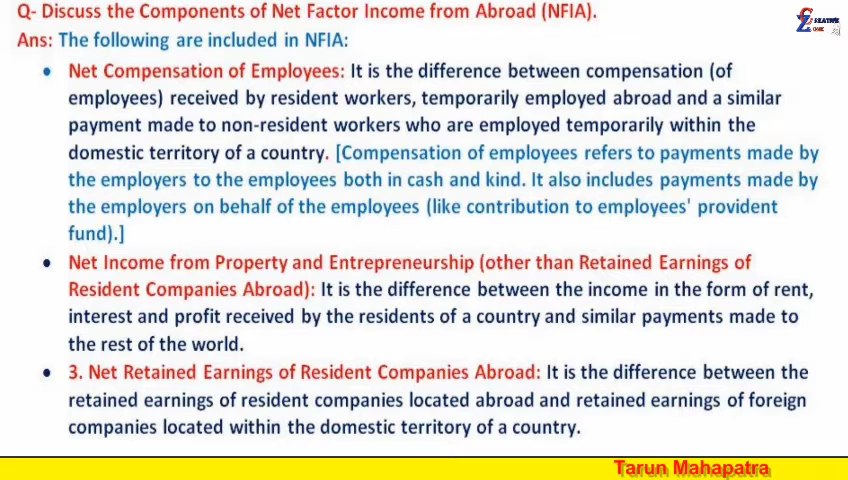 Q- Discuss the Components of Net Factor Income from Abroad (NFIA).
Ans: The following are included in NFIA:
• Net Compensation of Employees: It is the difference between compensation (of
employees) received by resident workers, temporarily employed abroad and a similar
payment made to non-resident workers who are employed temporarily within the
domestic territory of a country. [Compensation of employees refers to payments made by
the employers to the employees both in cash and kind. It also includes payments made by
the employers on behalf of the employees (like contribution to employees' provident
fund).]
• Net Income from Property and Entrepreneurship (other than Retained Earnings of
Resident Companies Abroad): It is the difference between the income in the form of rent,
interest and profit received by the residents of a country and similar payments made to
the rest of the world.
• 3. Net Retained Earnings of Resident Companies Abroad: It is the difference between the
retained earnings of resident companies located abroad and retained earnings of foreign
companies located within the domestic territory of a country.
Tarun Mahapatra